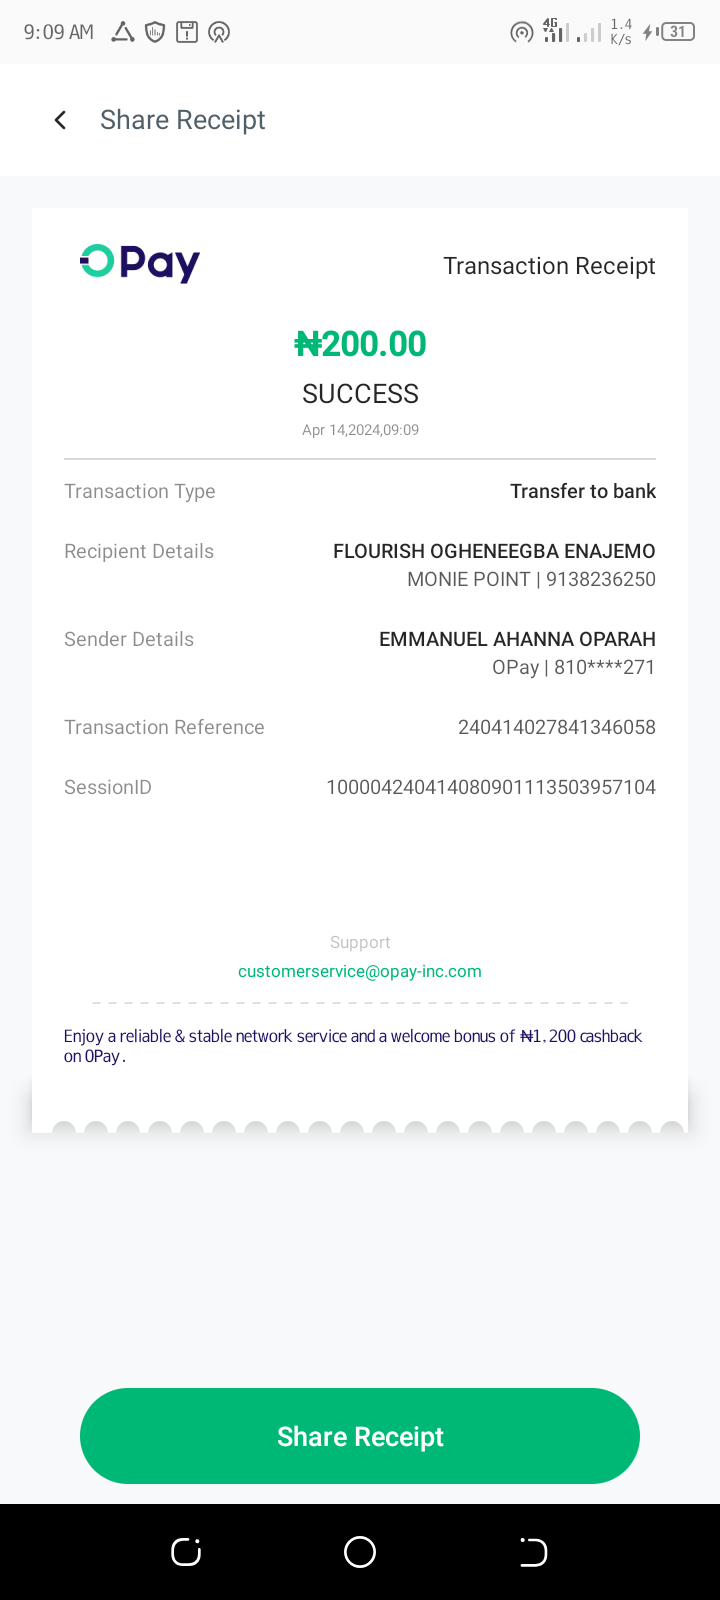 9:09 AM 4G 1.4 K/s 31
Share Receipt
OPay Transaction Receipt
₦200.00
SUCCESS
Apr 14,2024,09:09
Transaction Type Transfer to bank
Recipient Details FLOURISH OGHENEEGBA ENAJEMO
MONIE POINT | 9138236250
Sender Details EMMANUEL AHANNA OPARAH
OPay | 810****271
Transaction Reference 240414027841346058
SessionID 100004240414080901113503957104
Support
customerservice@opay-inc.com
Enjoy a reliable & stable network service and a welcome bonus of ₦1,200 cashback
on OPay.
Share Receipt